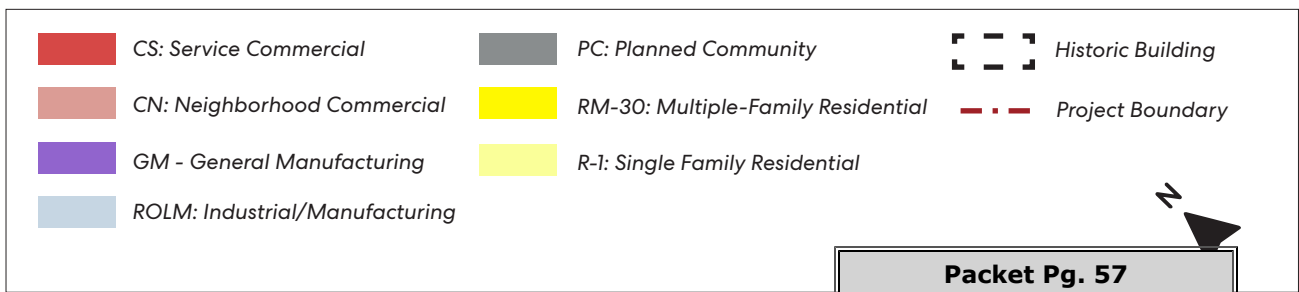 CS: Service Commercial
CN: Neighborhood Commercial
GM - General Manufacturing
ROLM: Industrial/Manufacturing
PC: Planned Community
RM-30: Multiple-Family Residential
R-1: Single Family Residential
Historic Building
Project Boundary
N
Packet Pg. 57